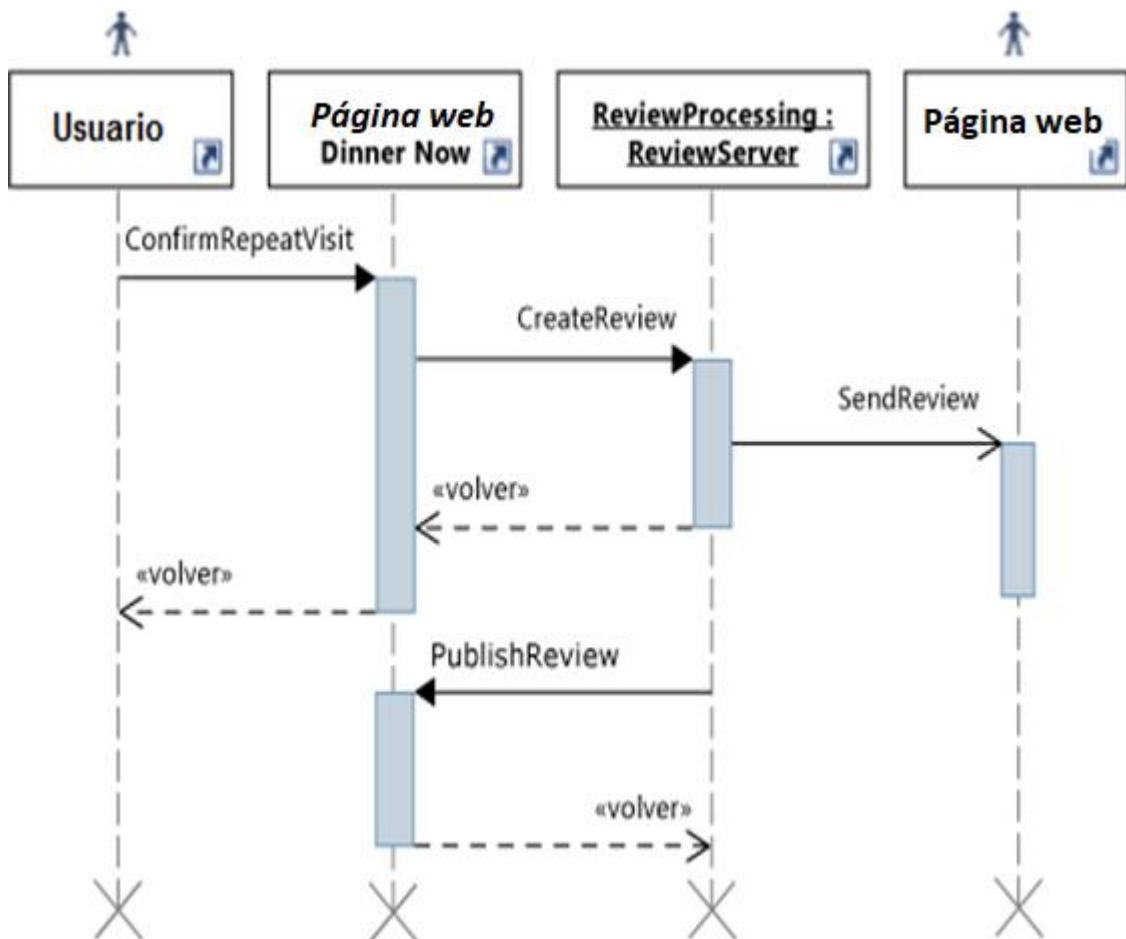 Usuario
Página web
Dinner Now
ReviewProcessing :
ReviewServer
Página web
ConfirmRepeatVisit
CreateReview
SendReview
«volver»
«volver»
PublishReview
«volver»